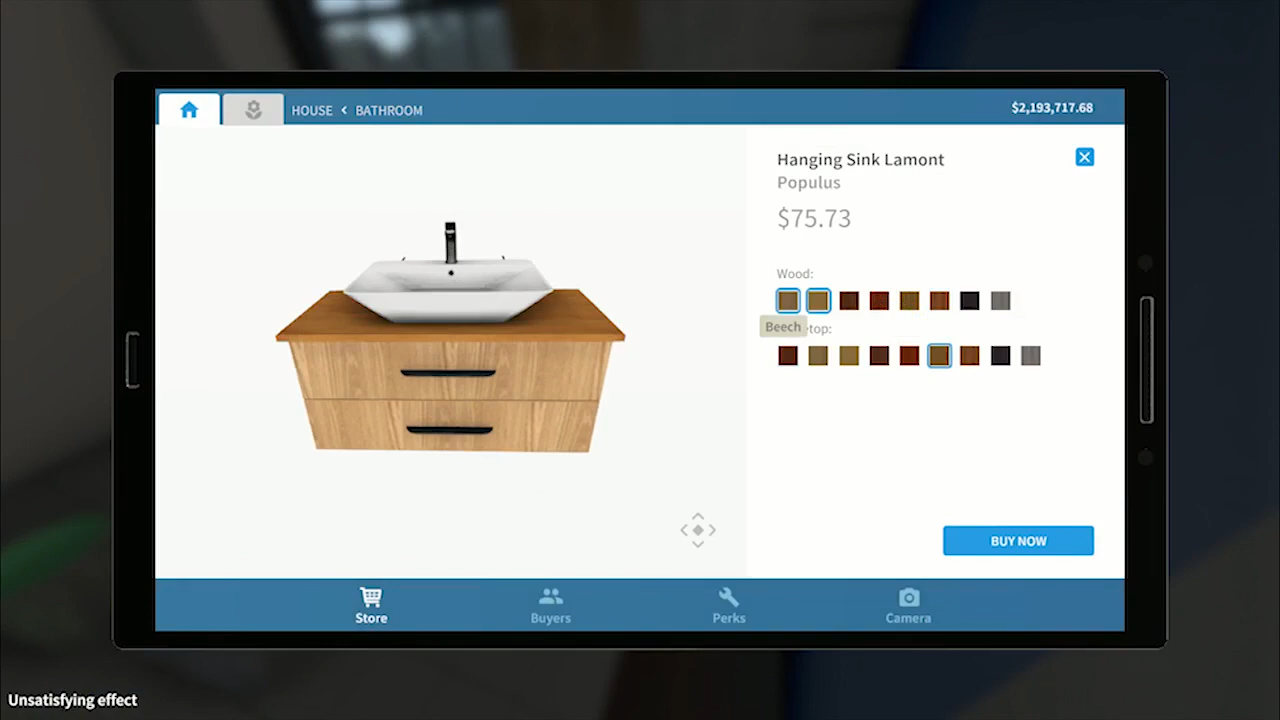 HOUSE < BATHROOM
$2,193,717.68
Hanging Sink Lamont
Populus
$75.73
Wood:
Beech
top:
BUY NOW
Store
Buyers
Perks
Camera
Unsatisfying effect